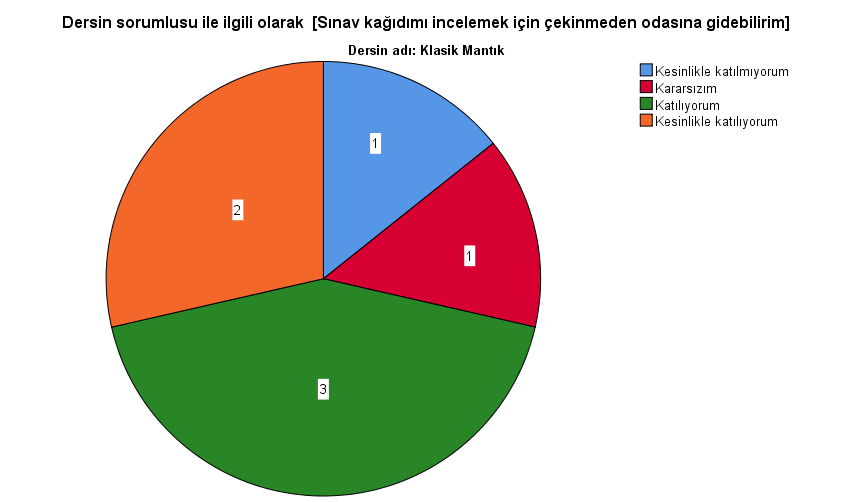 Dersin sorumlusu ile ilgili olarak  [Sınav kağıdımı incelemek için çekinmeden odasına gidebilirim]
Dersin adı: Klasik Mantık
Kesinlikle katılmıyorum
Kararsızım
Katılıyorum
Kesinlikle katılıyorum
1
2
1
3